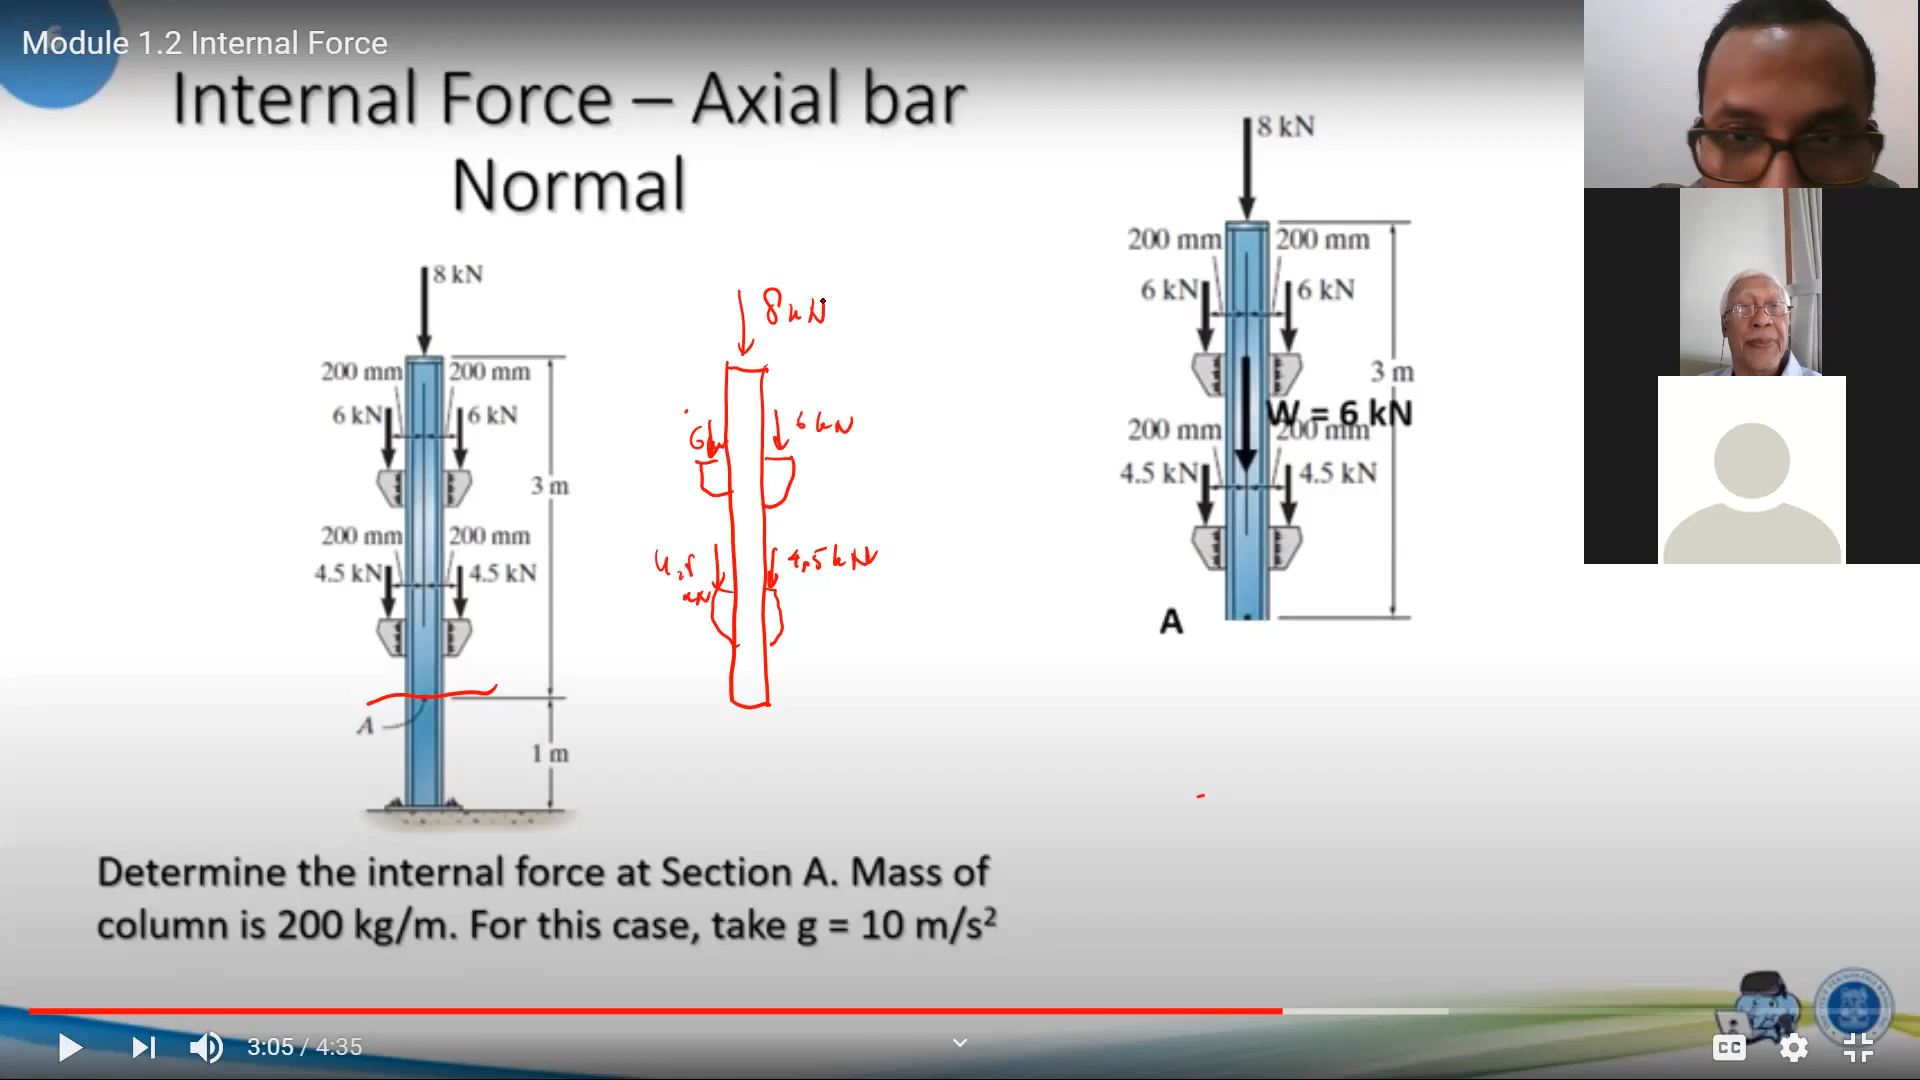 Module 1.2 Internal Force
Internal Force – Axial bar
Normal
8 kN
200 mm 200 mm
6 kN 6 kN
3 m
200 mm 200 mm
4.5 kN 4.5 kN
A
1 m
8 kN
6 kN
4,5 kN
4,5 kN
8 kN
200 mm 200 mm
6 kN 6 kN
3 m
W = 6 kN
200 mm 200 mm
4.5 kN 4.5 kN
A
Determine the internal force at Section A. Mass of
column is 200 kg/m. For this case, take g = 10 m/s²
3:05 / 4:35
CC